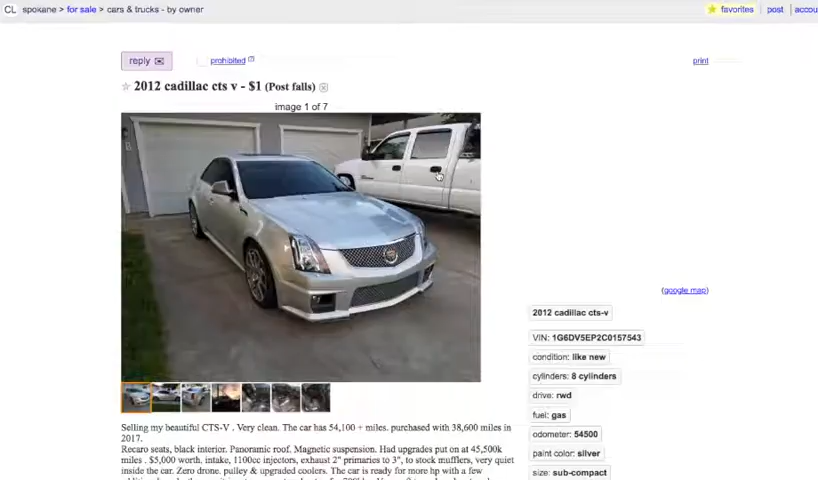 CL spokane > for sale > cars & trucks - by owner
favorites post accou
reply prohibited print
2012 cadillac cts v - $1 (Post falls)
image 1 of 7
(google map)
2012 cadillac cts-v
VIN: 1G6DV5EP2C0157543
condition: like new
cylinders: 8 cylinders
drive: rwd
fuel: gas
odometer: 54500
paint color: silver
size: sub-compact
Selling my beautiful CTS-V . Very clean. The car has 54,100 + miles. purchased with 38,600 miles in
2017.
Recaro seats, black interior. Panoramic roof. Magnetic suspension. Had upgrades put on at 45,500k
miles . $5,000 worth. intake, 1100cc injectors, exhaust 2" primaries to 3", to stock mufflers, very quiet
inside the car. Zero drone. pulley & upgraded coolers. The car is ready for more hp with a few